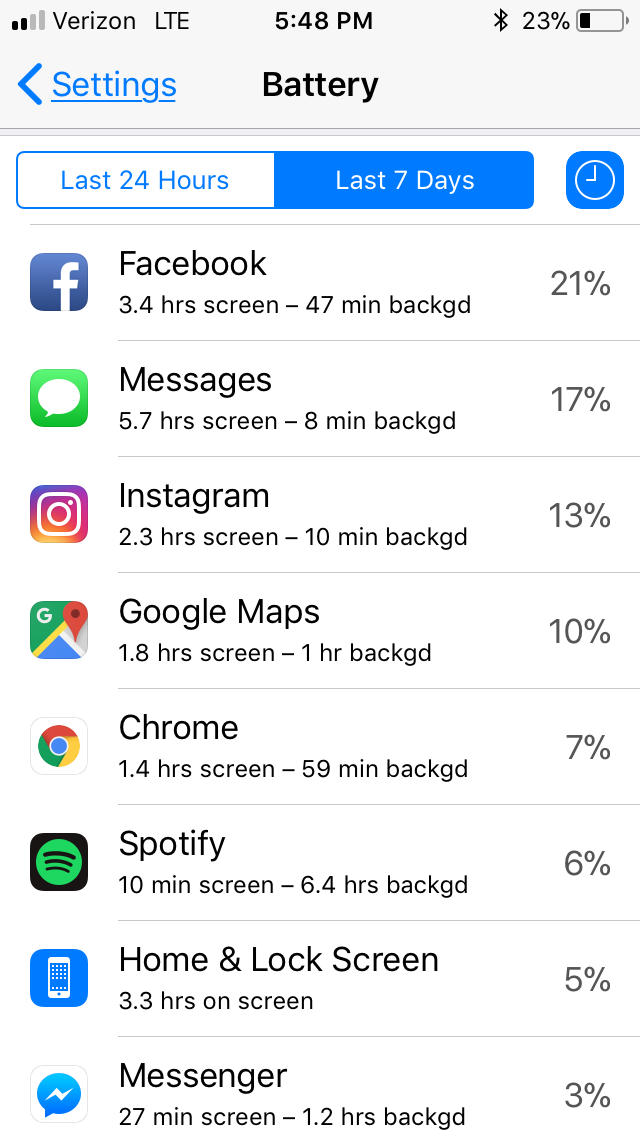 Verizon LTE 5:48 PM 23%
Settings Battery
Last 24 Hours Last 7 Days
Facebook 21%
3.4 hrs screen – 47 min backgd
Messages 17%
5.7 hrs screen – 8 min backgd
Instagram 13%
2.3 hrs screen – 10 min backgd
G
Google Maps 10%
1.8 hrs screen – 1 hr backgd
Chrome 7%
1.4 hrs screen – 59 min backgd
Spotify 6%
10 min screen – 6.4 hrs backgd
Home & Lock Screen 5%
3.3 hrs on screen
Messenger 3%
27 min screen – 1.2 hrs backgd